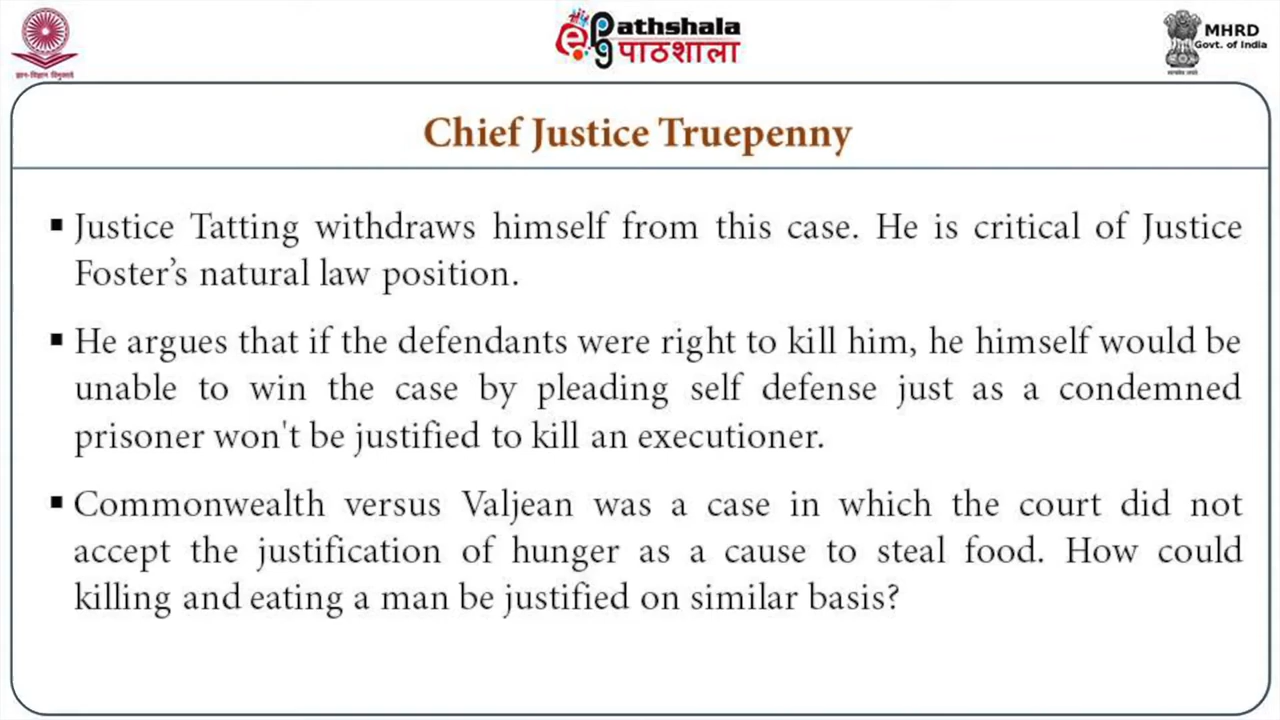 ePathshala
पाठशाला
MHRD
Govt. of India
Chief Justice Truepenny
▪ Justice Tatting withdraws himself from this case. He is critical of Justice
Foster’s natural law position.
▪ He argues that if the defendants were right to kill him, he himself would be
unable to win the case by pleading self defense just as a condemned
prisoner won't be justified to kill an executioner.
▪ Commonwealth versus Valjean was a case in which the court did not
accept the justification of hunger as a cause to steal food. How could
killing and eating a man be justified on similar basis?